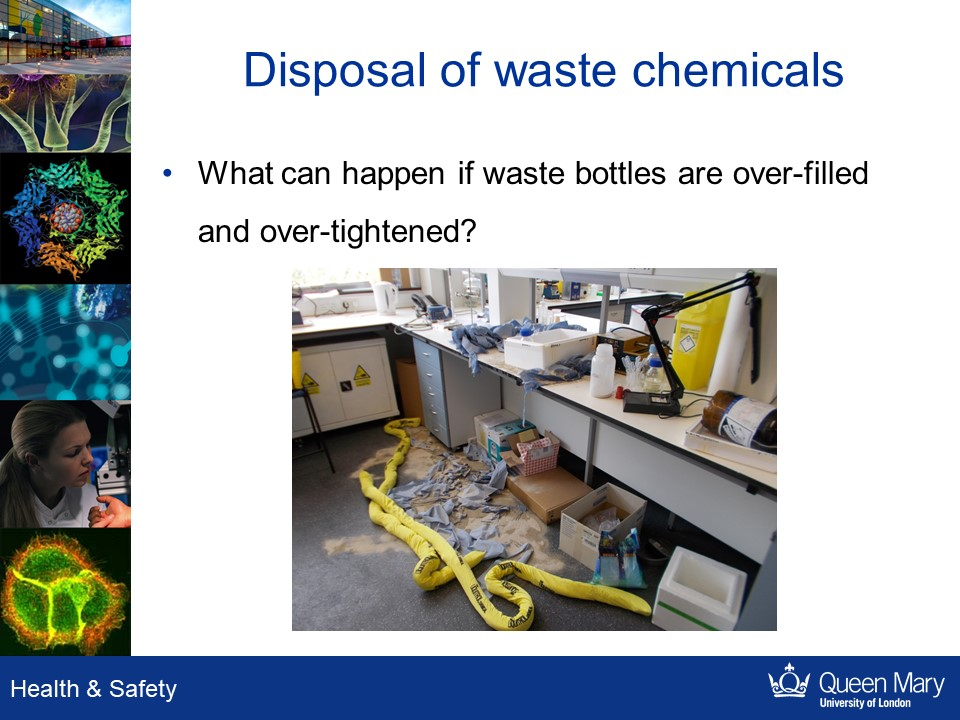 Disposal of waste chemicals
• What can happen if waste bottles are over-filled
and over-tightened?
Health & Safety
Queen Mary
University of London